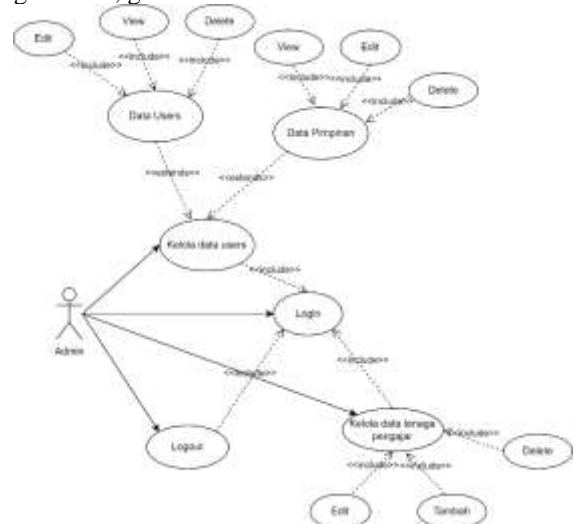 View
Delete
Edit
View
Edit
<<include>>
<<include>>
<<include>>
<<include>>
<<include>>
Delete
<<include>>
Data Users
Data Pimpinan
<<extends>>
<<extends>>
Kelola data users
<<include>>
Login
Admin
<<include>>
<<include>>
Kelola data tenaga
pengajar
Logout
<<include>>
Delete
<<include>>
<<include>>
Edit
Tambah